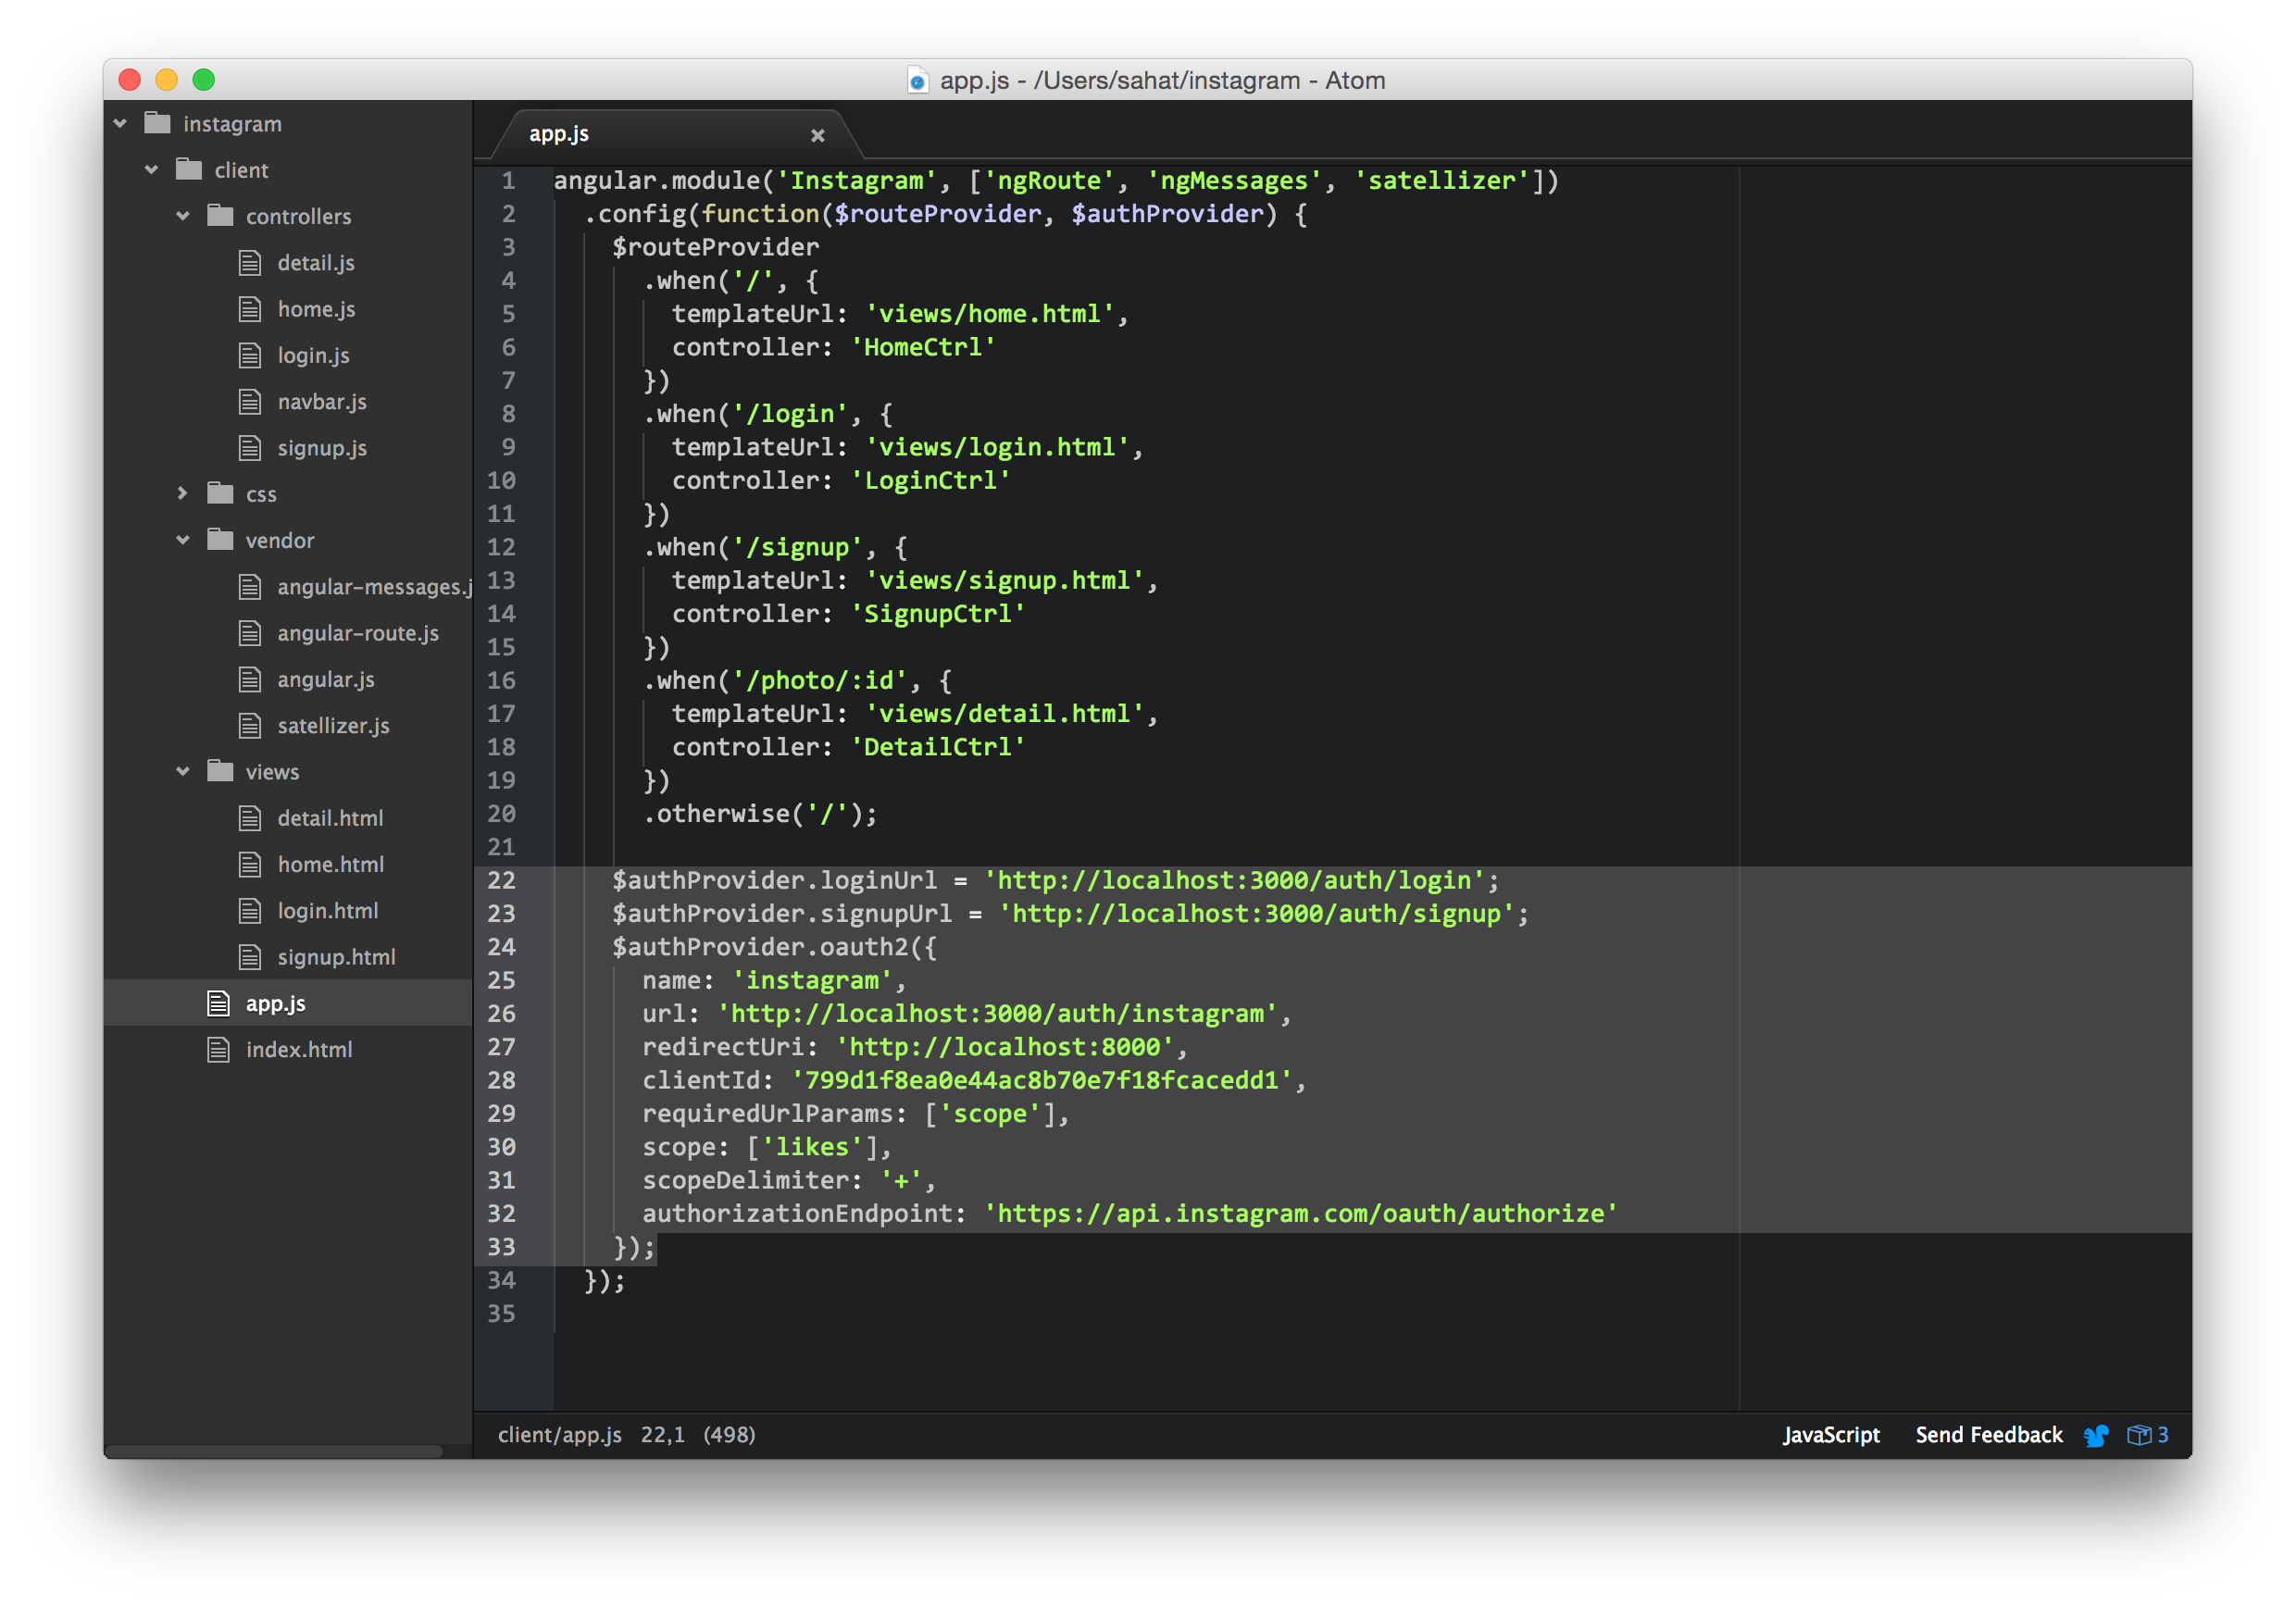 app.js - /Users/sahat/instagram - Atom
instagram
client
controllers
detail.js
home.js
login.js
navbar.js
signup.js
css
vendor
angular-messages.j
angular-route.js
angular.js
satellizer.js
views
detail.html
home.html
login.html
signup.html
app.js
index.html
app.js
1 angular.module('Instagram', ['ngRoute', 'ngMessages', 'satellizer'])
2 .config(function($routeProvider, $authProvider) {
3 $routeProvider
4 .when('/', {
5 templateUrl: 'views/home.html',
6 controller: 'HomeCtrl'
7 })
8 .when('/login', {
9 templateUrl: 'views/login.html',
10 controller: 'LoginCtrl'
11 })
12 .when('/signup', {
13 templateUrl: 'views/signup.html',
14 controller: 'SignupCtrl'
15 })
16 .when('/photo/:id', {
17 templateUrl: 'views/detail.html',
18 controller: 'DetailCtrl'
19 })
20 .otherwise('/');
21
22 $authProvider.loginUrl = 'http://localhost:3000/auth/login';
23 $authProvider.signupUrl = 'http://localhost:3000/auth/signup';
24 $authProvider.oauth2({
25 name: 'instagram',
26 url: 'http://localhost:3000/auth/instagram',
27 redirectUri: 'http://localhost:8000',
28 clientId: '799d1f8ea0e44ac8b70e7f18fcacedd1',
29 requiredUrlParams: ['scope'],
30 scope: ['likes'],
31 scopeDelimiter: '+',
32 authorizationEndpoint: 'https://api.instagram.com/oauth/authorize'
33 });
34 });
35
client/app.js 22,1 (498) JavaScript Send Feedback 3